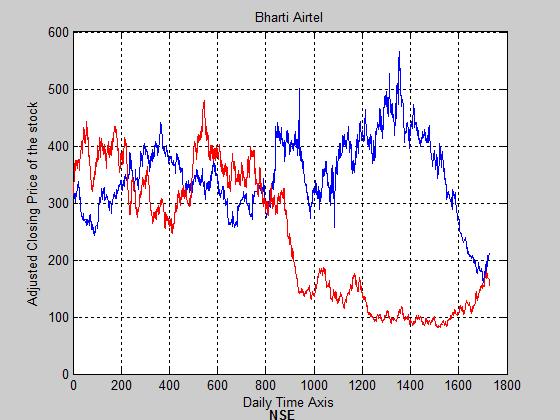 Bharti Airtel
Adjusted Closing Price of the stock
600
500
400
300
200
100
0
0 200 400 600 800 1000 1200 1400 1600 1800
Daily Time Axis
NSE